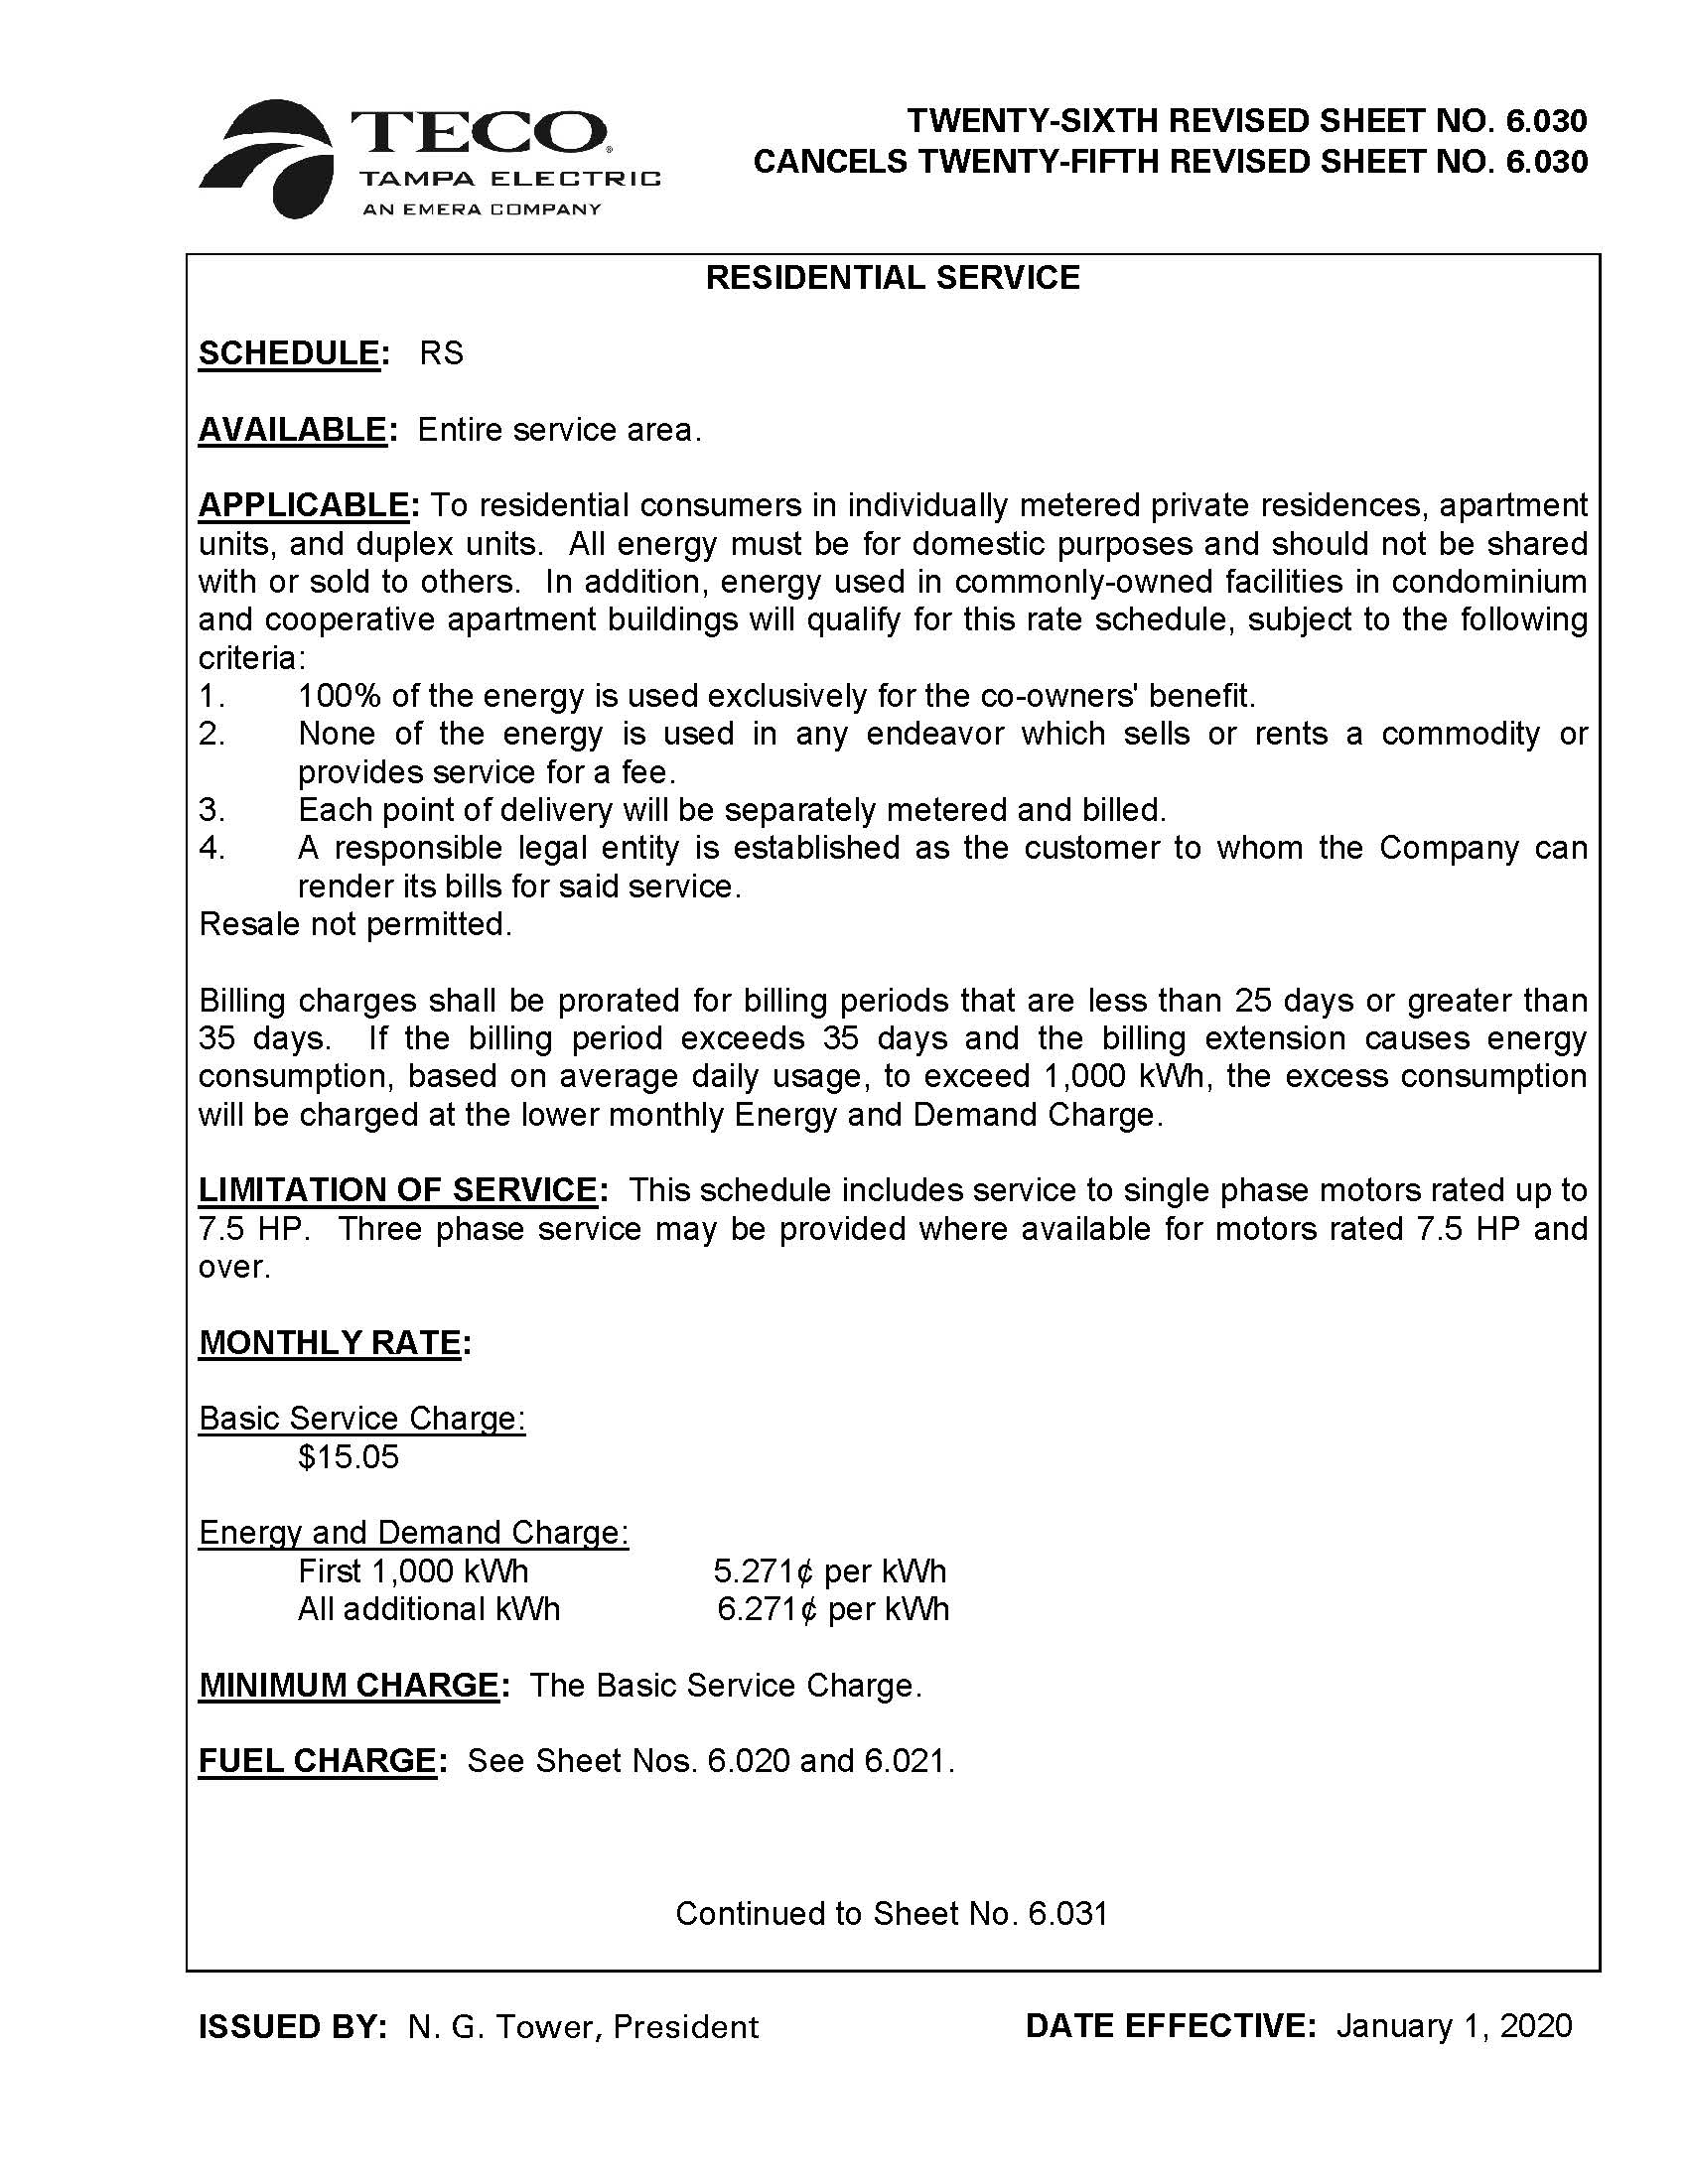 TECO®
TAMPA ELECTRIC
AN EMERA COMPANY
TWENTY-SIXTH REVISED SHEET NO. 6.030
CANCELS TWENTY-FIFTH REVISED SHEET NO. 6.030
RESIDENTIAL SERVICE
SCHEDULE: RS
AVAILABLE: Entire service area.
APPLICABLE: To residential consumers in individually metered private residences, apartment
units, and duplex units. All energy must be for domestic purposes and should not be shared
with or sold to others. In addition, energy used in commonly-owned facilities in condominium
and cooperative apartment buildings will qualify for this rate schedule, subject to the following
criteria:
1. 100% of the energy is used exclusively for the co-owners' benefit.
2. None of the energy is used in any endeavor which sells or rents a commodity or
provides service for a fee.
3. Each point of delivery will be separately metered and billed.
4. A responsible legal entity is established as the customer to whom the Company can
render its bills for said service.
Resale not permitted.
Billing charges shall be prorated for billing periods that are less than 25 days or greater than
35 days. If the billing period exceeds 35 days and the billing extension causes energy
consumption, based on average daily usage, to exceed 1,000 kWh, the excess consumption
will be charged at the lower monthly Energy and Demand Charge.
LIMITATION OF SERVICE: This schedule includes service to single phase motors rated up to
7.5 HP. Three phase service may be provided where available for motors rated 7.5 HP and
over.
MONTHLY RATE:
Basic Service Charge:
$15.05
Energy and Demand Charge:
First 1,000 kWh 5.271¢ per kWh
All additional kWh 6.271¢ per kWh
MINIMUM CHARGE: The Basic Service Charge.
FUEL CHARGE: See Sheet Nos. 6.020 and 6.021.
Continued to Sheet No. 6.031
ISSUED BY: N. G. Tower, President
DATE EFFECTIVE: January 1, 2020